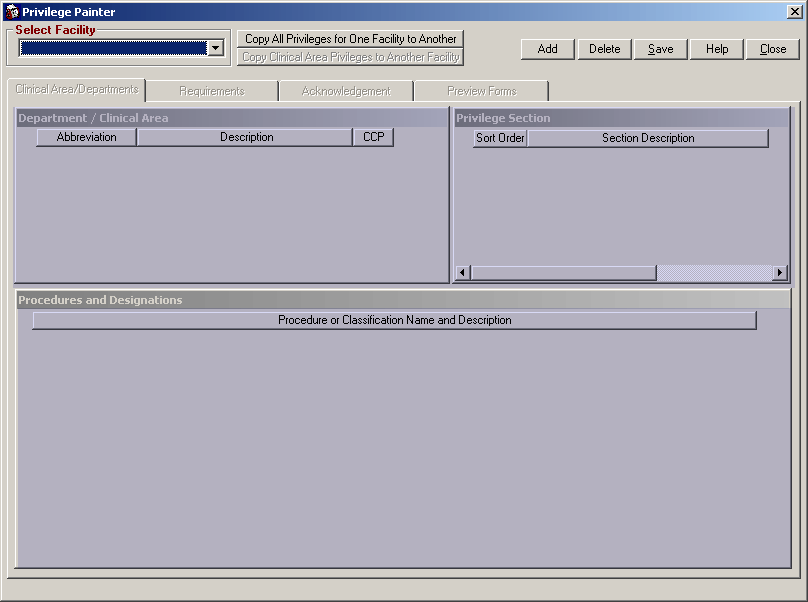 Privilege Painter
Select Facility
Copy All Privileges for One Facility to Another
Copy Clinical Area Pivileges to Another Facility
Add Delete Save Help Close
Clinical Area/Departments Requirements Acknowledgement Preview Forms
Department / Clinical Area
Abbreviation Description CCP
Privilege Section
Sort Order Section Description
Procedures and Designations
Procedure or Classification Name and Description